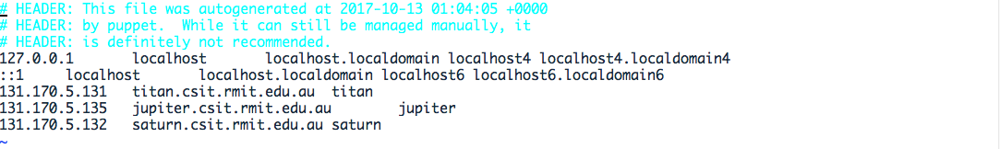 # HEADER: This file was autogenerated at 2017-10-13 01:04:05 +0000
# HEADER: by puppet.  While it can still be managed manually, it
# HEADER: is definitely not recommended.
127.0.0.1       localhost       localhost.localdomain localhost4 localhost4.localdomain4
::1     localhost       localhost.localdomain localhost6 localhost6.localdomain6
131.170.5.131   titan.csit.rmit.edu.au  titan
131.170.5.135   jupiter.csit.rmit.edu.au        jupiter
131.170.5.132   saturn.csit.rmit.edu.au saturn
~